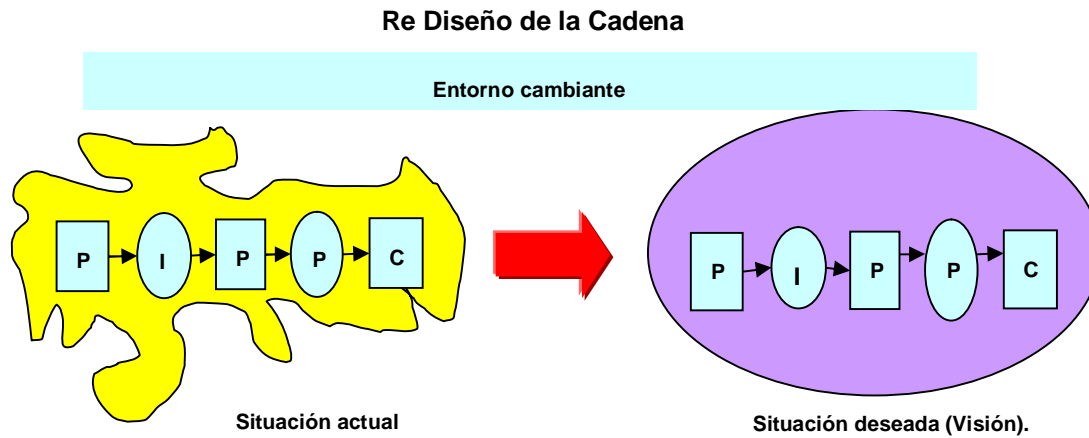 Re Diseño de la Cadena
Entorno cambiante
P I P P C
P I P P C
Situación actual
Situación deseada (Visión).